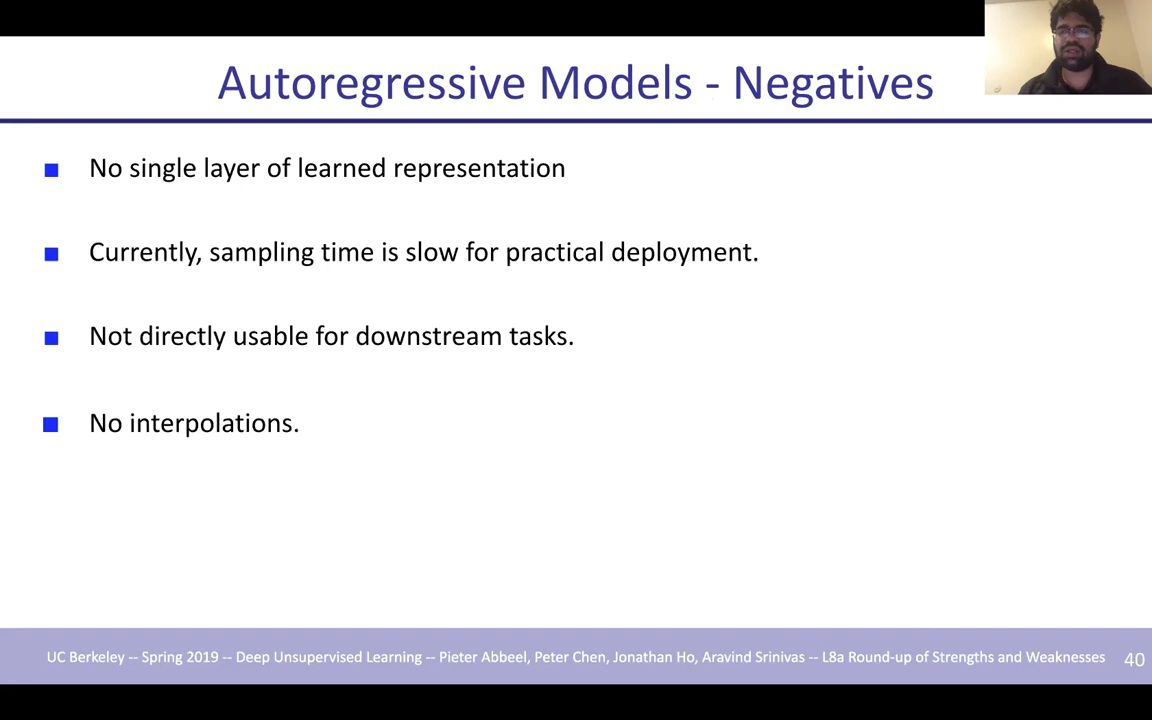 Autoregressive Models - Negatives
No single layer of learned representation
Currently, sampling time is slow for practical deployment.
Not directly usable for downstream tasks.
No interpolations.
UC Berkeley -- Spring 2019 -- Deep Unsupervised Learning -- Pieter Abbeel, Peter Chen, Jonathan Ho, Aravind Srinivas -- L8a Round-up of Strengths and Weaknesses 40